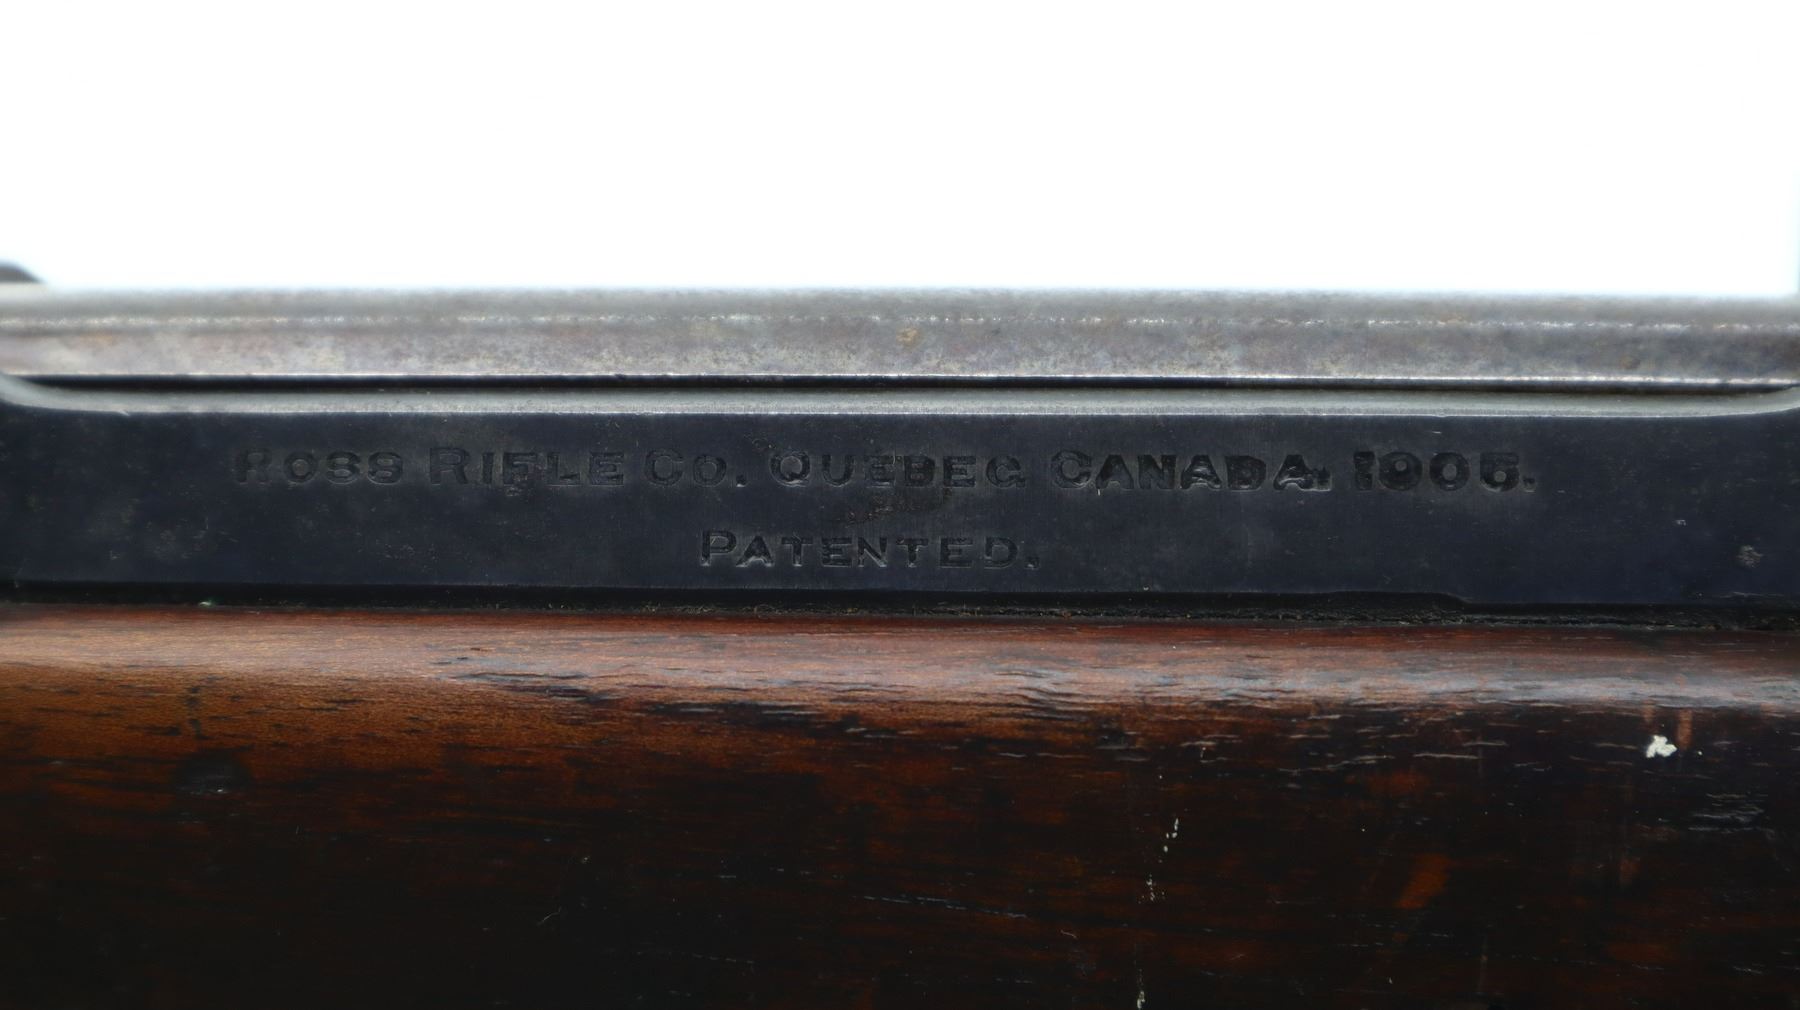 ROSS RIFLE CO. QUEBEC CANADA. 1905.
PATENTED.